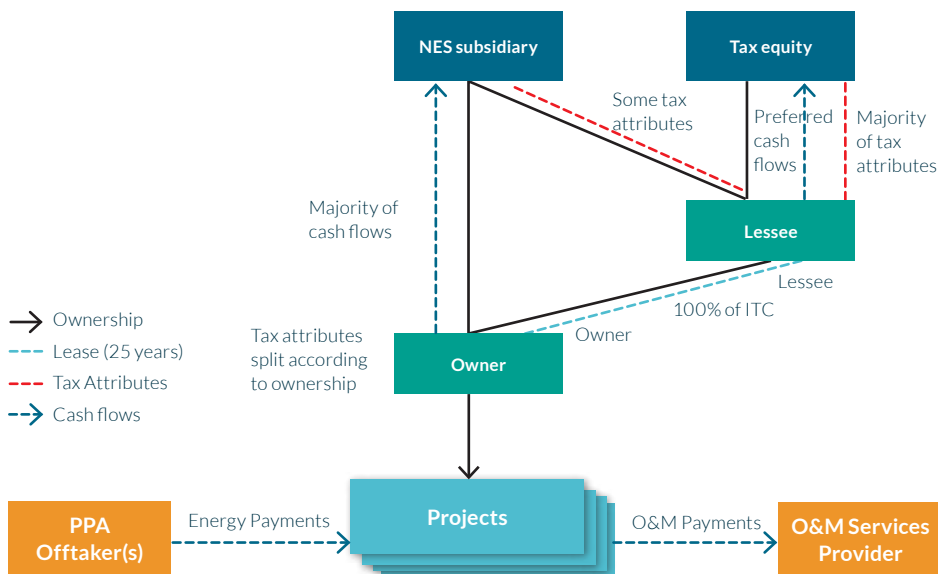 NES subsidiary
Tax equity
Some tax
attributes
Preferred
cash
flows
Majority
of tax
attributes
Majority of
cash flows
Lessee
Lessee
100% of ITC
Owner
Ownership
Lease (25 years)
Tax Attributes
Cash flows
Tax attributes
split according
to ownership
Owner
Projects
PPA
Offtaker(s)
Energy Payments
O&M Payments
O&M Services
Provider